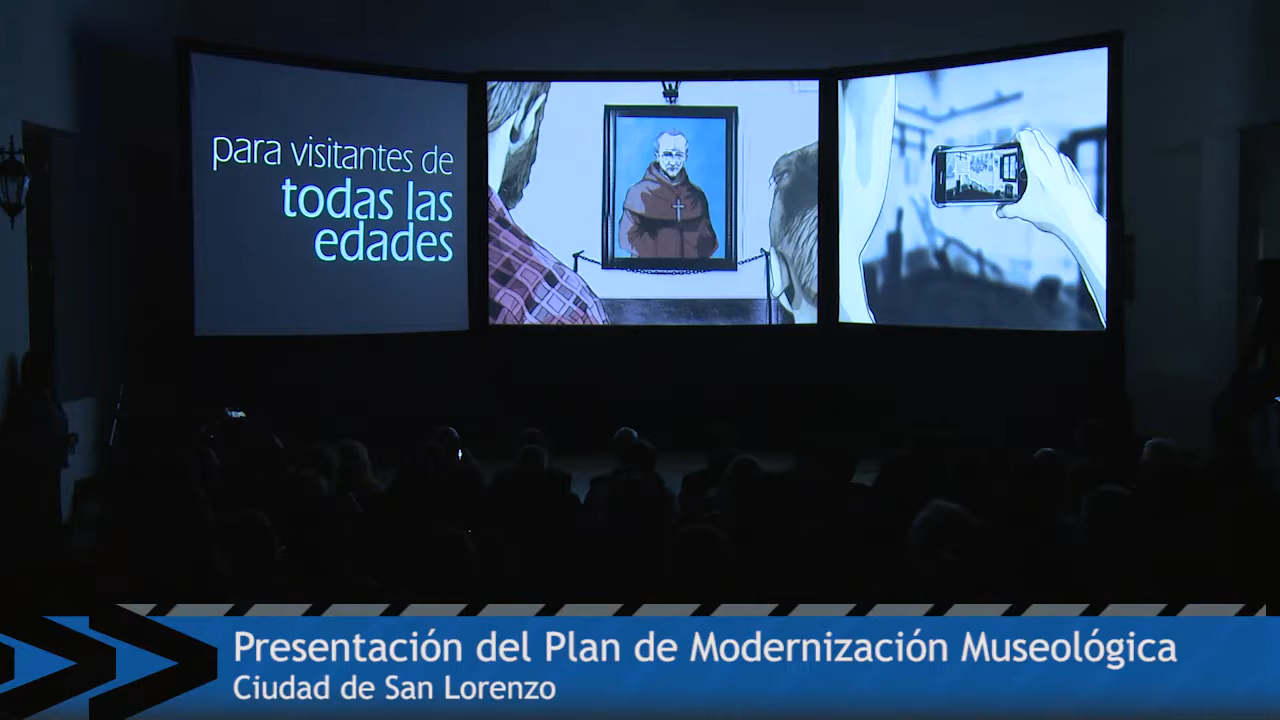 para visitantes de
todas las
edades
Presentación del Plan de Modernización Museológica
Ciudad de San Lorenzo